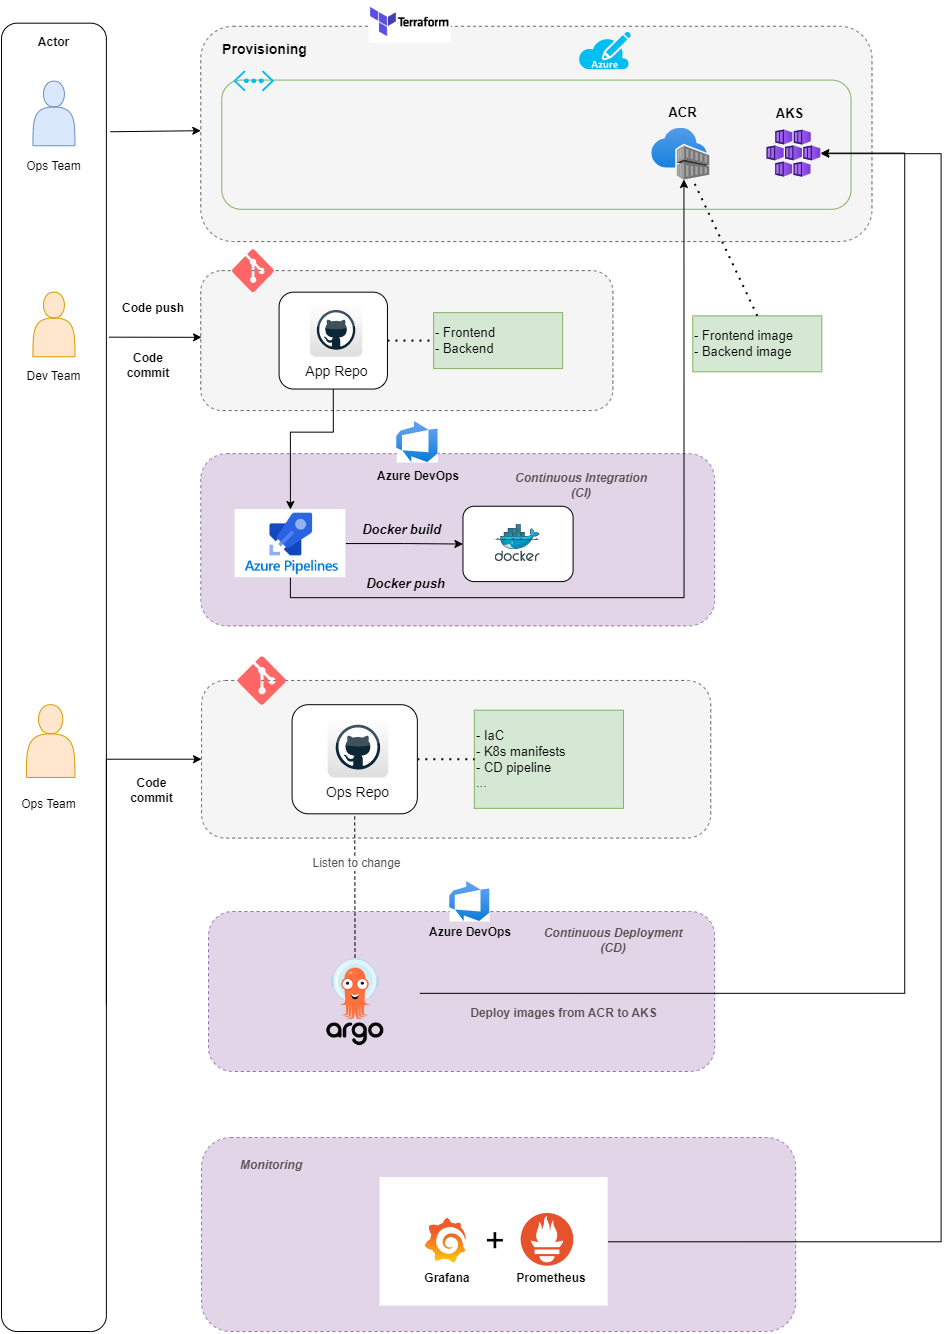 Actor
Terraform
Provisioning
Azure
ACR
AKS
Ops Team
Code push
Code
commit
Dev Team
App Repo
- Frontend
- Backend
- Frontend image
- Backend image
Azure DevOps
Continuous Integration
(CI)
Azure Pipelines
Docker build
docker
Docker push
Ops Team
Code
commit
Ops Repo
- IaC
- K8s manifests
- CD pipeline
...
Listen to change
Azure DevOps
Continuous Deployment
(CD)
argo
Deploy images from ACR to AKS
Monitoring
Grafana
+
Prometheus